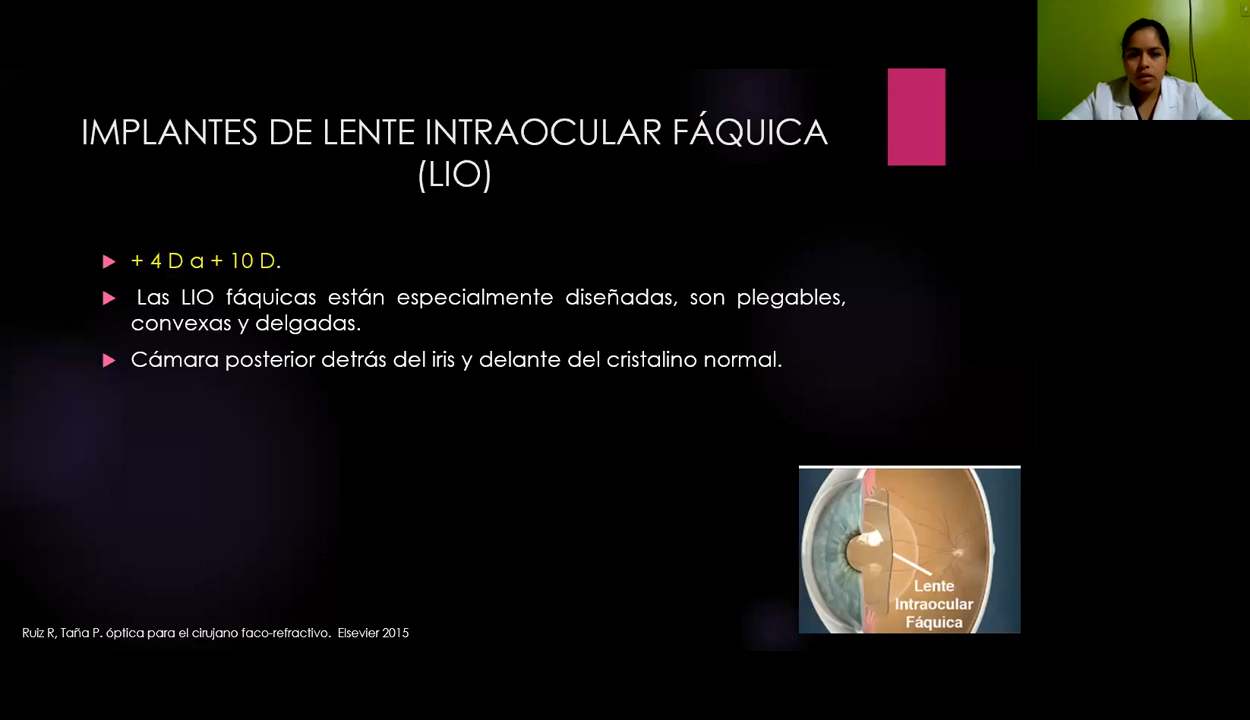 IMPLANTES DE LENTE INTRAOCULAR FÁQUICA
(LIO)
+ 4 D a + 10 D.
Las LIO fáquicas están especialmente diseñadas, son plegables,
convexas y delgadas.
Cámara posterior detrás del iris y delante del cristalino normal.
Lente
Intraocular
Fáquica
Ruiz R, Taña P. óptica para el cirujano faco-refractivo. Elsevier 2015